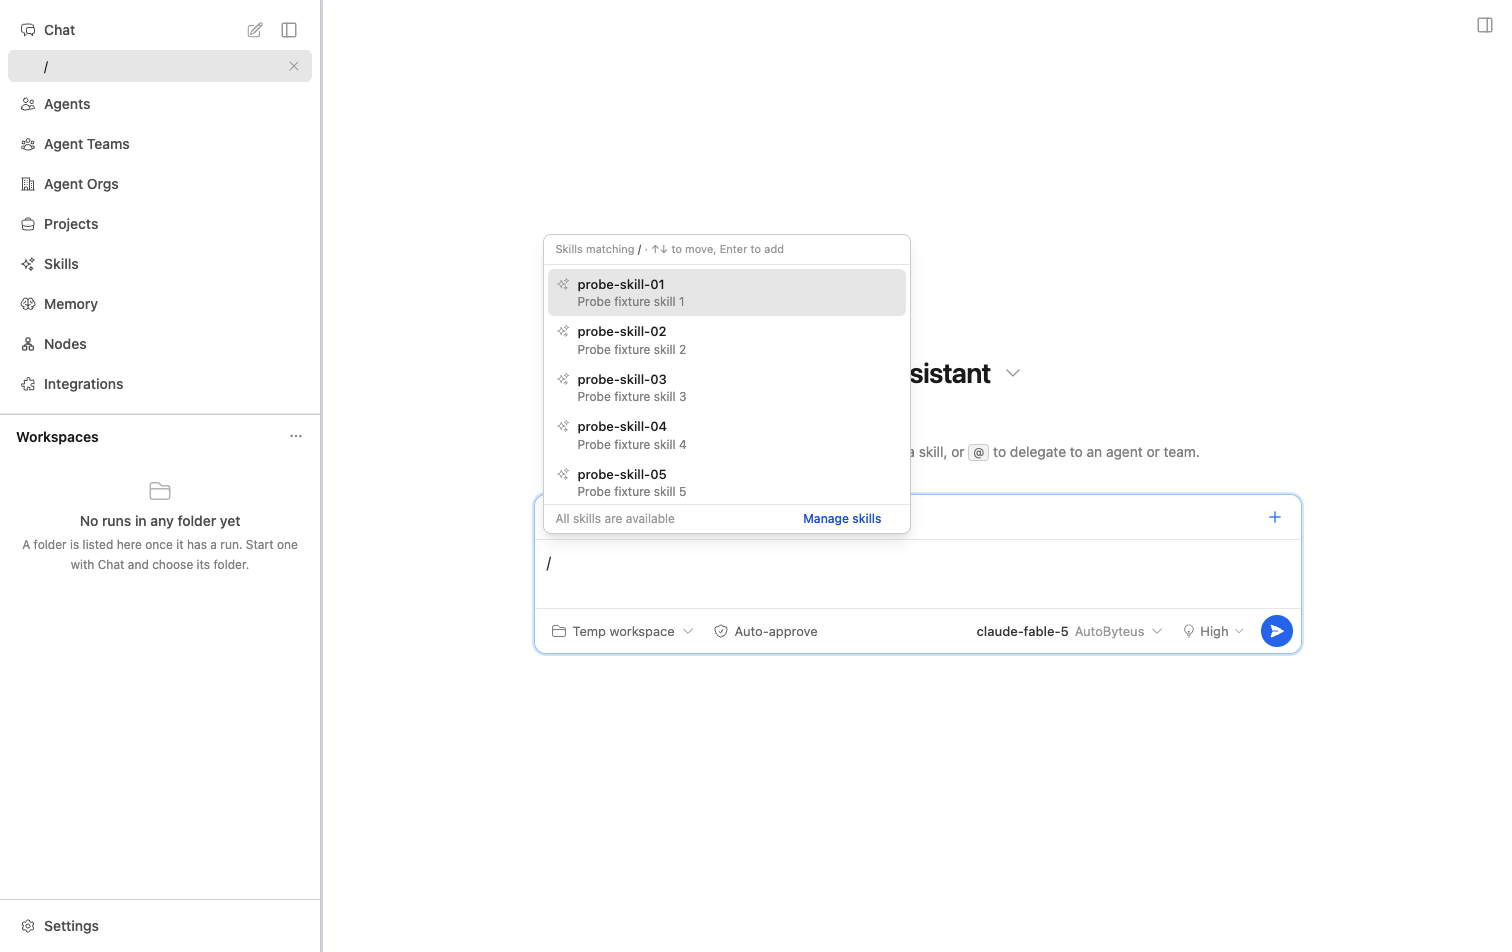 Chat
/
Agents
Agent Teams
Agent Orgs
Projects
Skills
Memory
Nodes
Integrations
Workspaces
No runs in any folder yet
A folder is listed here once it has a run. Start one
with Chat and choose its folder.
Settings
Skills matching / · ↑↓ to move, Enter to add
probe-skill-01
Probe fixture skill 1
probe-skill-02
Probe fixture skill 2
probe-skill-03
Probe fixture skill 3
probe-skill-04
Probe fixture skill 4
probe-skill-05
Probe fixture skill 5
All skills are available Manage skills
sistant
a skill, or @ to delegate to an agent or team.
/
Temp workspace Auto-approve claude-fable-5 AutoByteus High